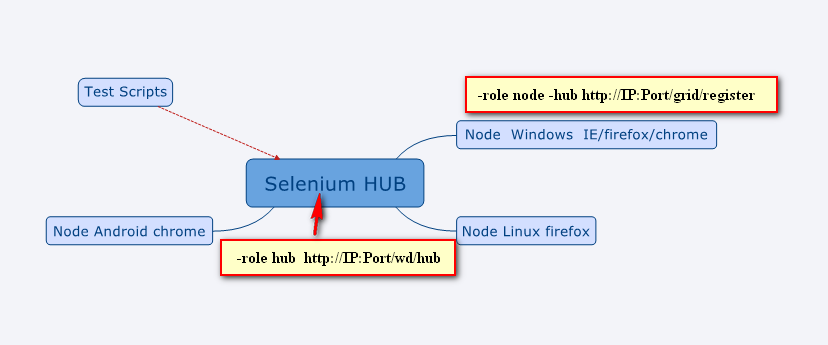 Test Scripts
-role node -hub http://IP:Port/grid/register
Node Windows IE/firefox/chrome
Selenium HUB
Node Android chrome
Node Linux firefox
-role hub http://IP:Port/wd/hub